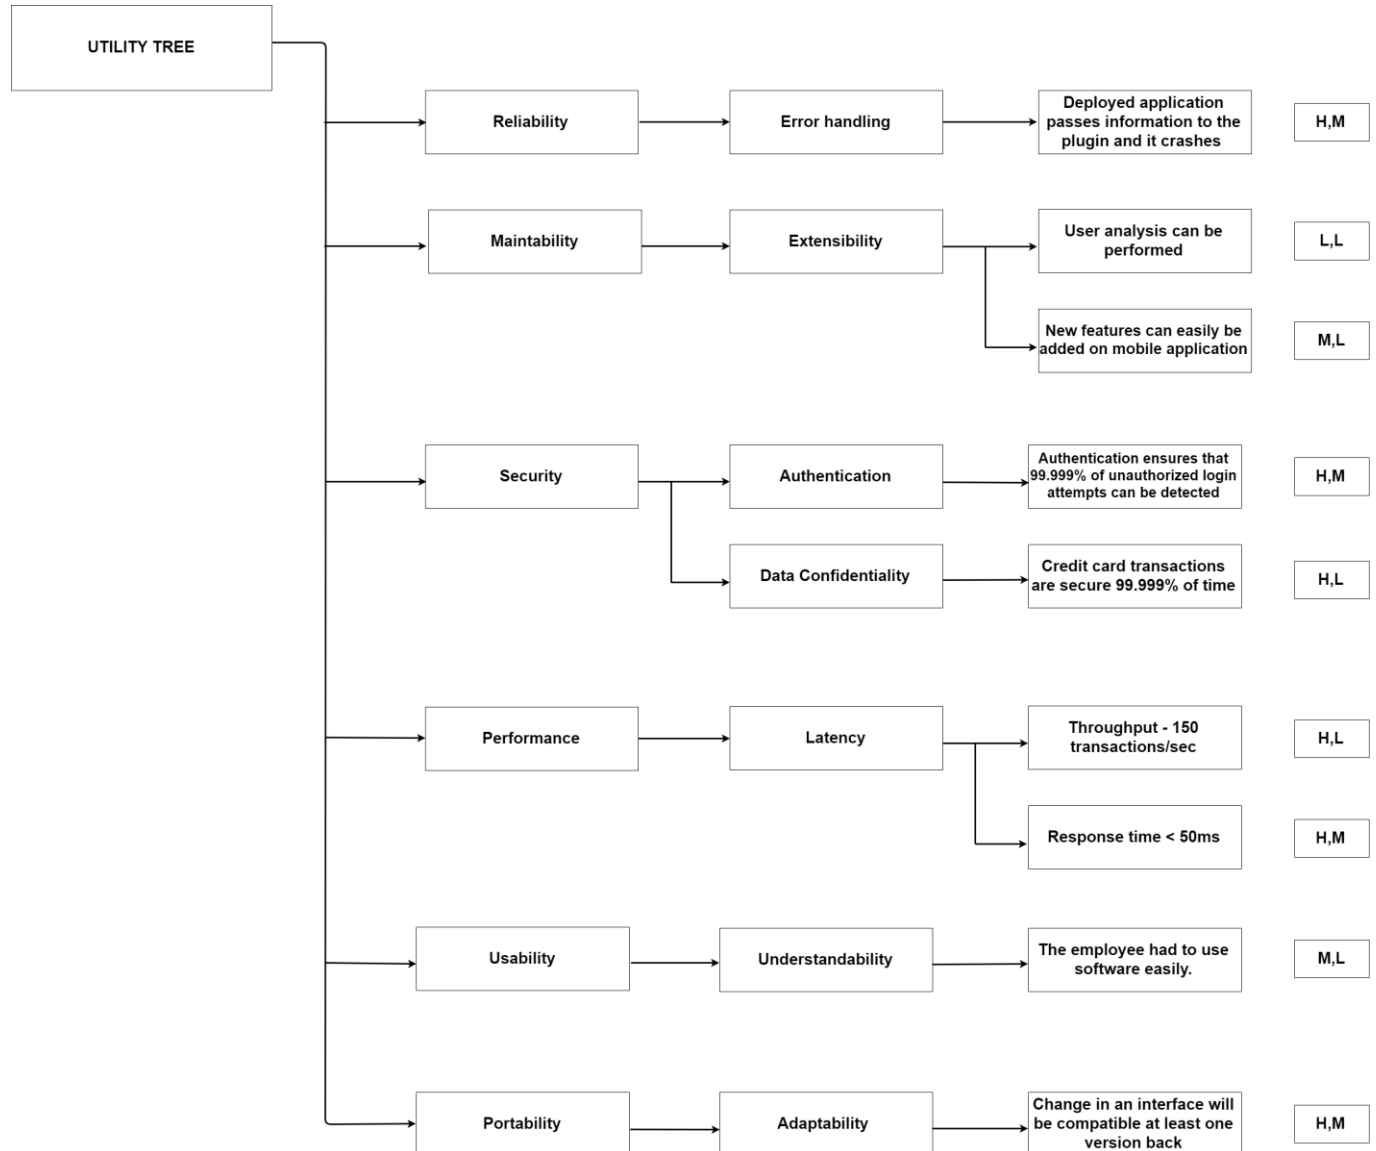 UTILITY TREE
Reliability
Error handling
Deployed application
passes information to the
plugin and it crashes
H,M
Maintability
Extensibility
User analysis can be
performed
L,L
New features can easily be
added on mobile application
M,L
Security
Authentication
Authentication ensures that
99.999% of unauthorized login
attempts can be detected
H,M
Data Confidentiality
Credit card transactions
are secure 99.999% of time
H,L
Performance
Latency
Throughput - 150
transactions/sec
H,L
Response time < 50ms
H,M
Usability
Understandability
The employee had to use
software easily.
M,L
Portability
Adaptability
Change in an interface will
be compatible at least one
version back
H,M